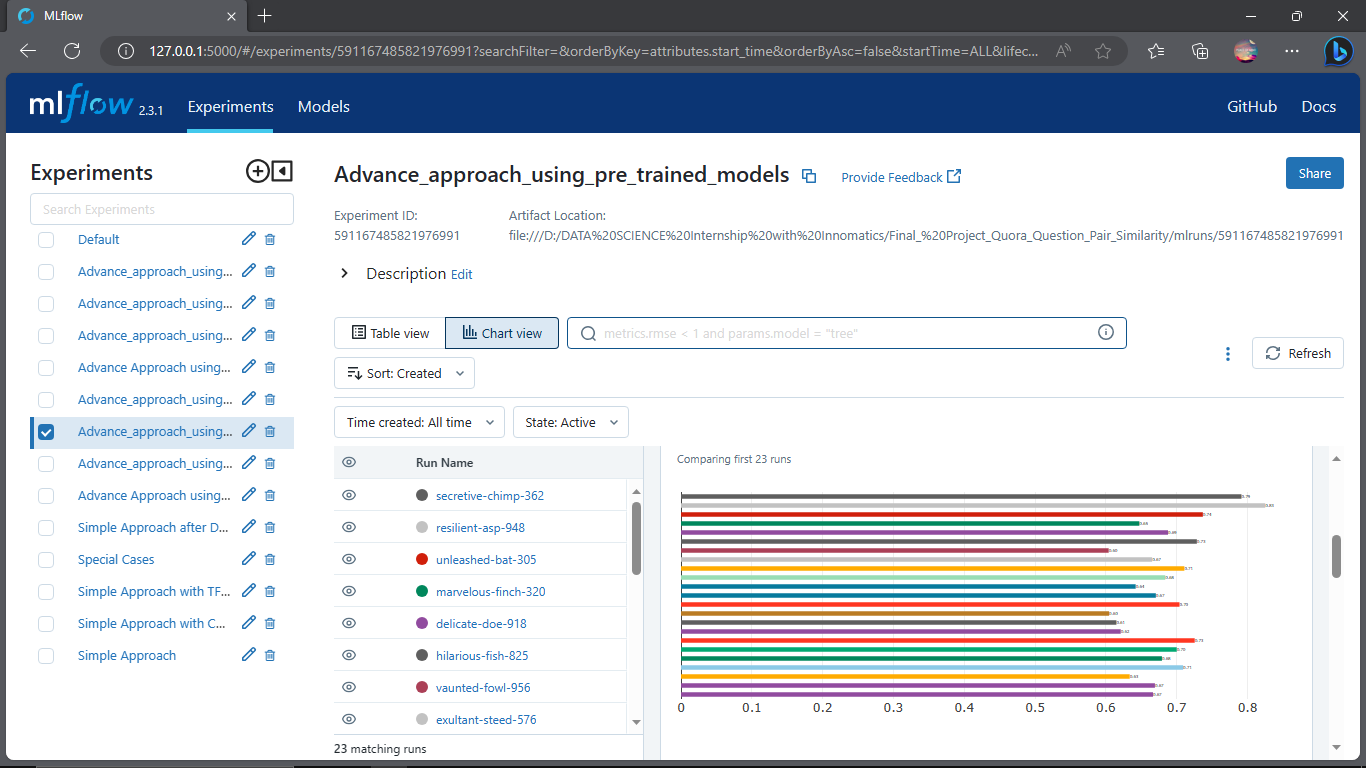 MLflow
127.0.0.1:5000/#/experiments/591167485821976991?searchFilter=&orderByKey=attributes.start_time&orderByAsc=false&startTime=ALL&lifec...
mlflow 2.3.1 Experiments Models GitHub Docs
Experiments
Search Experiments
Default
Advance_approach_using...
Advance_approach_using...
Advance_approach_using...
Advance Approach using...
Advance_approach_using...
Advance_approach_using...
Advance_approach_using...
Advance Approach using...
Simple Approach after D...
Special Cases
Simple Approach with TF...
Simple Approach with C...
Simple Approach
Advance_approach_using_pre_trained_models
Provide Feedback
Share
Experiment ID: Artifact Location:
591167485821976991 file:///D:/DATA%20SCIENCE%20Internship%20with%20Innomatics/Final_%20Project_Quora_Question_Pair_Similarity/mlruns/591167485821976991
Description Edit
Table view Chart view metrics.rmse < 1 and params.model = "tree"
Refresh
Sort: Created
Time created: All time State: Active
Run Name
secretive-chimp-362
resilient-asp-948
unleashed-bat-305
marvelous-finch-320
delicate-doe-918
hilarious-fish-825
vaunted-fowl-956
exultant-steed-576
23 matching runs
Comparing first 23 runs
0 0.1 0.2 0.3 0.4 0.5 0.6 0.7 0.8